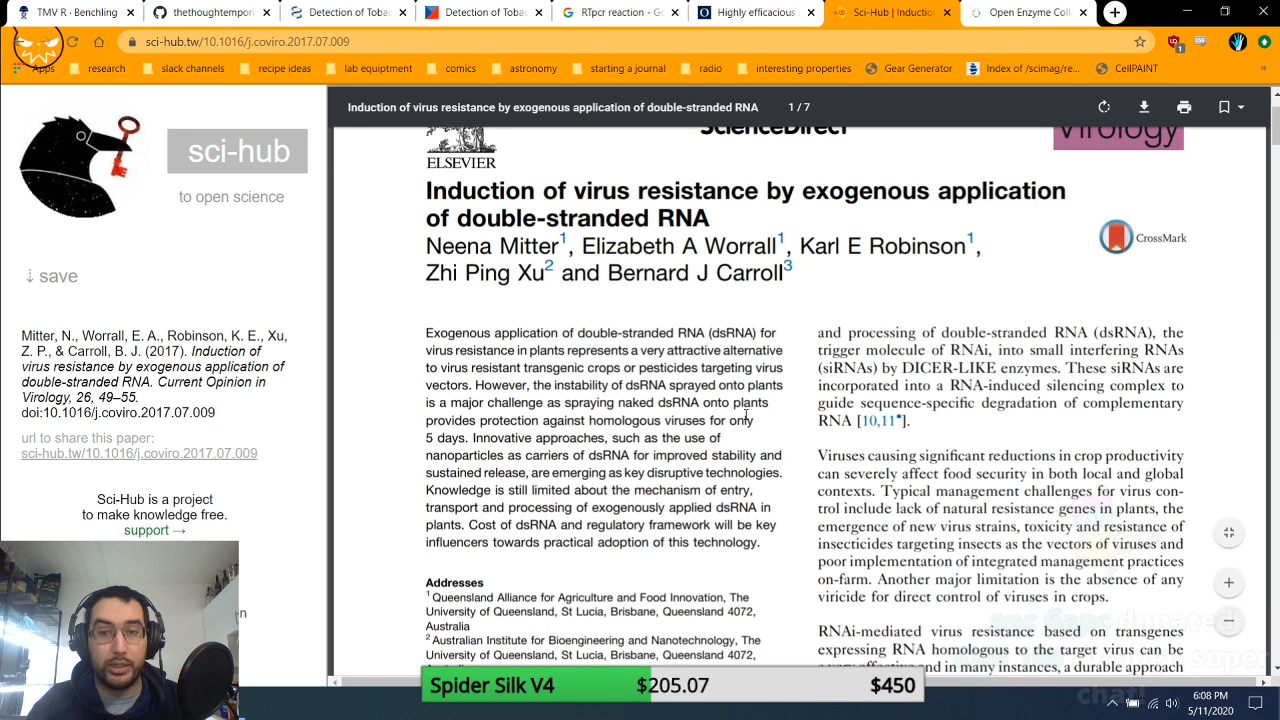 TMV R · Benchling
thethoughtempori
Detection of Tobac
Detection of Tobac
RTpcr reaction - Go
Highly efficacious
Sci-Hub | Induction
Open Enzyme Coll
sci-hub.tw/10.1016/j.coviro.2017.07.009
Apps
research
slack channels
recipe ideas
lab equiptment
comics
astronomy
starting a journal
radio
interesting properties
Gear Generator
Index of /scimag/re...
CellPAINT
Induction of virus resistance by exogenous application of double-stranded RNA
1 / 7
sci-hub
to open science
↓ save
Mitter, N., Worrall, E. A., Robinson, K. E., Xu,
Z. P., & Carroll, B. J. (2017). Induction of
virus resistance by exogenous application of
double-stranded RNA. Current Opinion in
Virology, 26, 49–55.
doi:10.1016/j.coviro.2017.07.009
url to share this paper:
sci-hub.tw/10.1016/j.coviro.2017.07.009
Sci-Hub is a project
to make knowledge free.
support →
n
ScienceDirect
Virology
ELSEVIER
Induction of virus resistance by exogenous application
of double-stranded RNA
Neena Mitter1, Elizabeth A Worrall1, Karl E Robinson1,
Zhi Ping Xu2 and Bernard J Carroll3
CrossMark
Exogenous application of double-stranded RNA (dsRNA) for
virus resistance in plants represents a very attractive alternative
to virus resistant transgenic crops or pesticides targeting virus
vectors. However, the instability of dsRNA sprayed onto plants
is a major challenge as spraying naked dsRNA onto plants
provides protection against homologous viruses for only
5 days. Innovative approaches, such as the use of
nanoparticles as carriers of dsRNA for improved stability and
sustained release, are emerging as key disruptive technologies.
Knowledge is still limited about the mechanism of entry,
transport and processing of exogenously applied dsRNA in
plants. Cost of dsRNA and regulatory framework will be key
influencers towards practical adoption of this technology.
Addresses
1 Queensland Alliance for Agriculture and Food Innovation, The
University of Queensland, St Lucia, Brisbane, Queensland 4072,
Australia
2 Australian Institute for Bioengineering and Nanotechnology, The
University of Queensland, St Lucia, Brisbane, Queensland 4072,
and processing of double-stranded RNA (dsRNA), the
trigger molecule of RNAi, into small interfering RNAs
(siRNAs) by DICER-LIKE enzymes. These siRNAs are
incorporated into a RNA-induced silencing complex to
guide sequence-specific degradation of complementary
RNA [10,11•].
Viruses causing significant reductions in crop productivity
can severely affect food security in both local and global
contexts. Typical management challenges for virus con-
trol include lack of natural resistance genes in plants, the
emergence of new virus strains, toxicity and resistance of
insecticides targeting insects as the vectors of viruses and
poor implementation of integrated management practices
on-farm. Another major limitation is the absence of any
viricide for direct control of viruses in crops.
RNAi-mediated virus resistance based on transgenes
expressing RNA homologous to the target virus can be
a very effective and in many instances, a durable approach
donated
super
chat!
Spider Silk V4
$205.07
$450
6:08 PM
5/11/2020